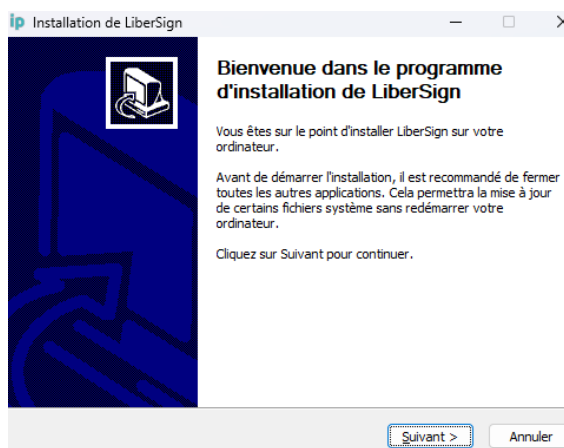 ip Installation de LiberSign
Bienvenue dans le programme
d'installation de LiberSign
Vous êtes sur le point d'installer LiberSign sur votre
ordinateur.
Avant de démarrer l'installation, il est recommandé de fermer
toutes les autres applications. Cela permettra la mise à jour
de certains fichiers système sans redémarrer votre
ordinateur.
Cliquez sur Suivant pour continuer.
Suivant >
Annuler